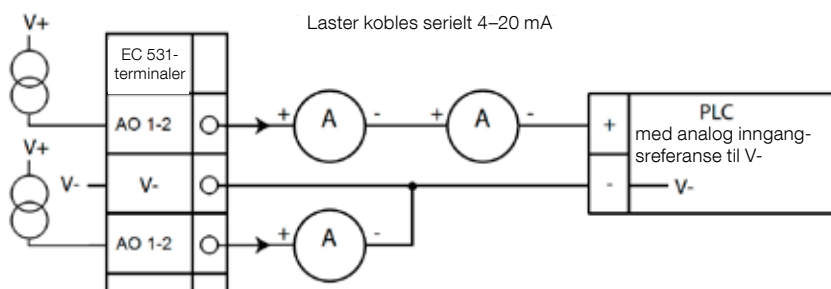 Laster kobles serielt 4–20 mA
V+
EC 531-
terminaler
AO 1-2
+ A - + A - +
PLC
med analog inngang-
sreferanse til V-
V+
V- V- - V-
AO 1-2
+ A -